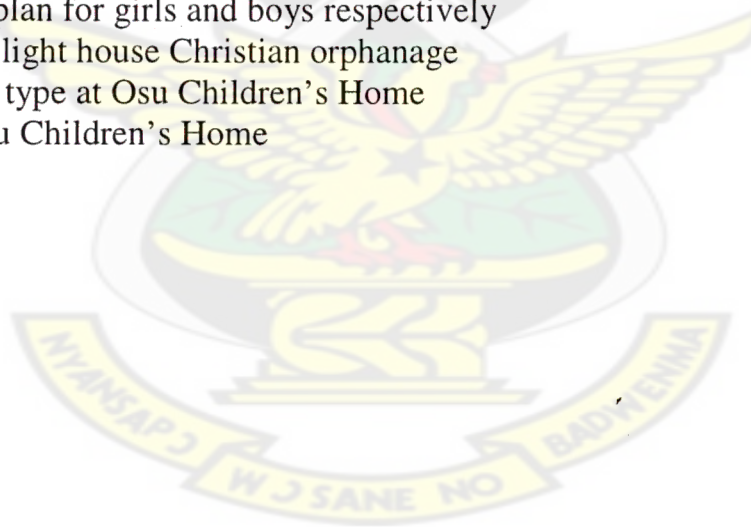 plan for girls and boys respectively
light house Christian orphanage
type at Osu Children's Home
Children's Home
NYANSAPƆ
WƆSANE NO
BADWENMA